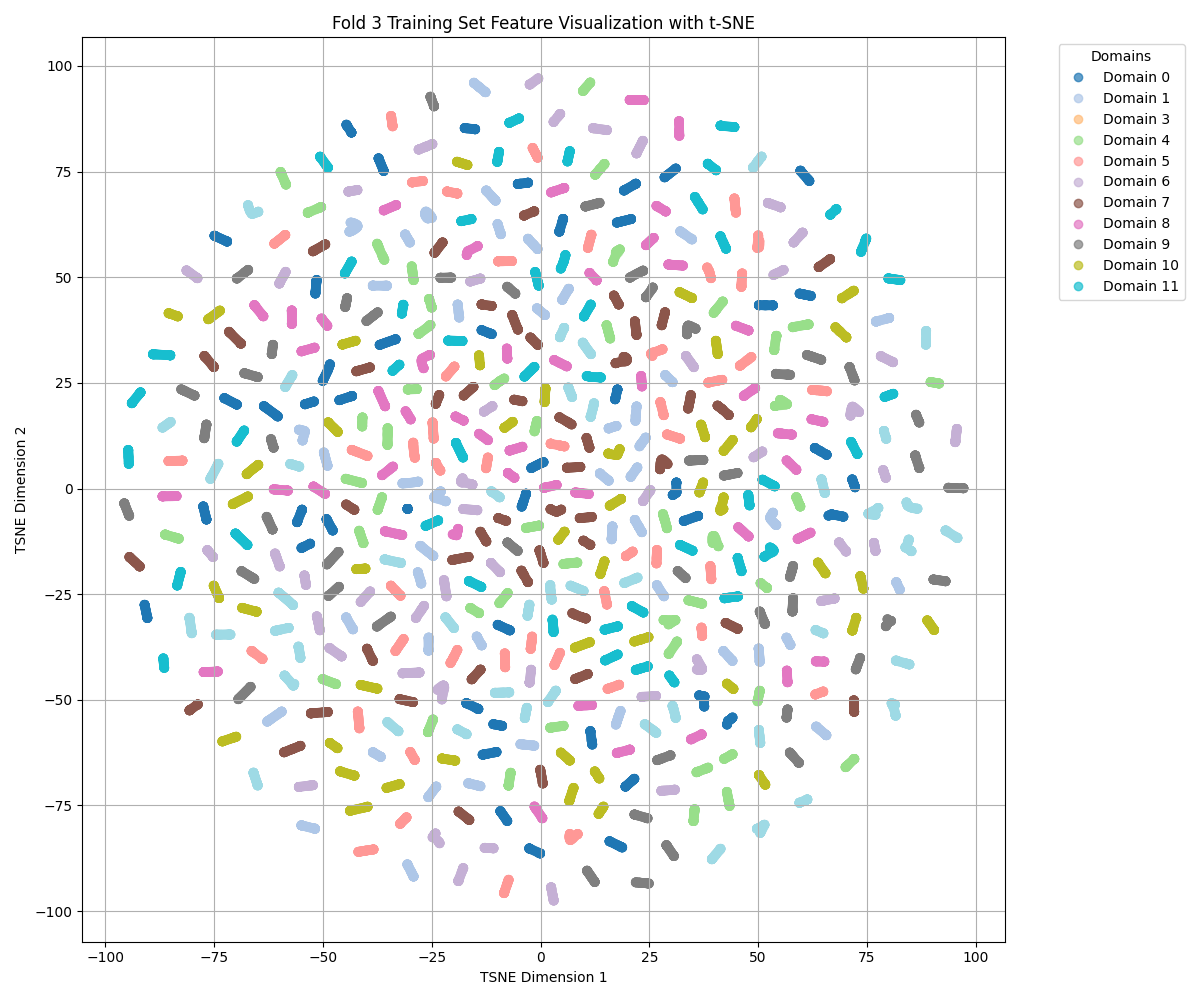 Fold 3 Training Set Feature Visualization with t-SNE
100
75
50
25
0
−25
−50
−75
−100
TSNE Dimension 2
−100 −75 −50 −25 0 25 50 75 100
TSNE Dimension 1
Domains
Domain 0
Domain 1
Domain 3
Domain 4
Domain 5
Domain 6
Domain 7
Domain 8
Domain 9
Domain 10
Domain 11